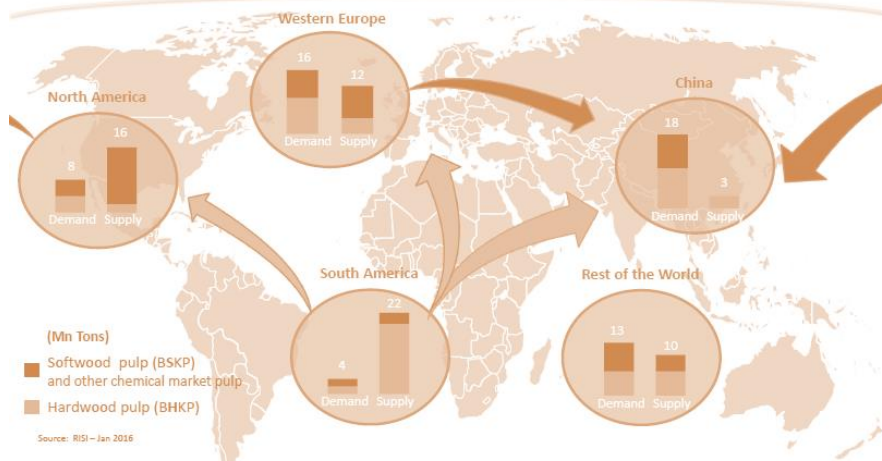 Western Europe
16
12
Demand Supply
North America
8
16
Demand Supply
China
18
3
Demand Supply
South America
22
4
Demand Supply
Rest of the World
13
10
Demand Supply
(Mn Tons)
Softwood pulp (BSKP)
and other chemical market pulp
Hardwood pulp (BHKP)
Source: RISI – Jan 2016